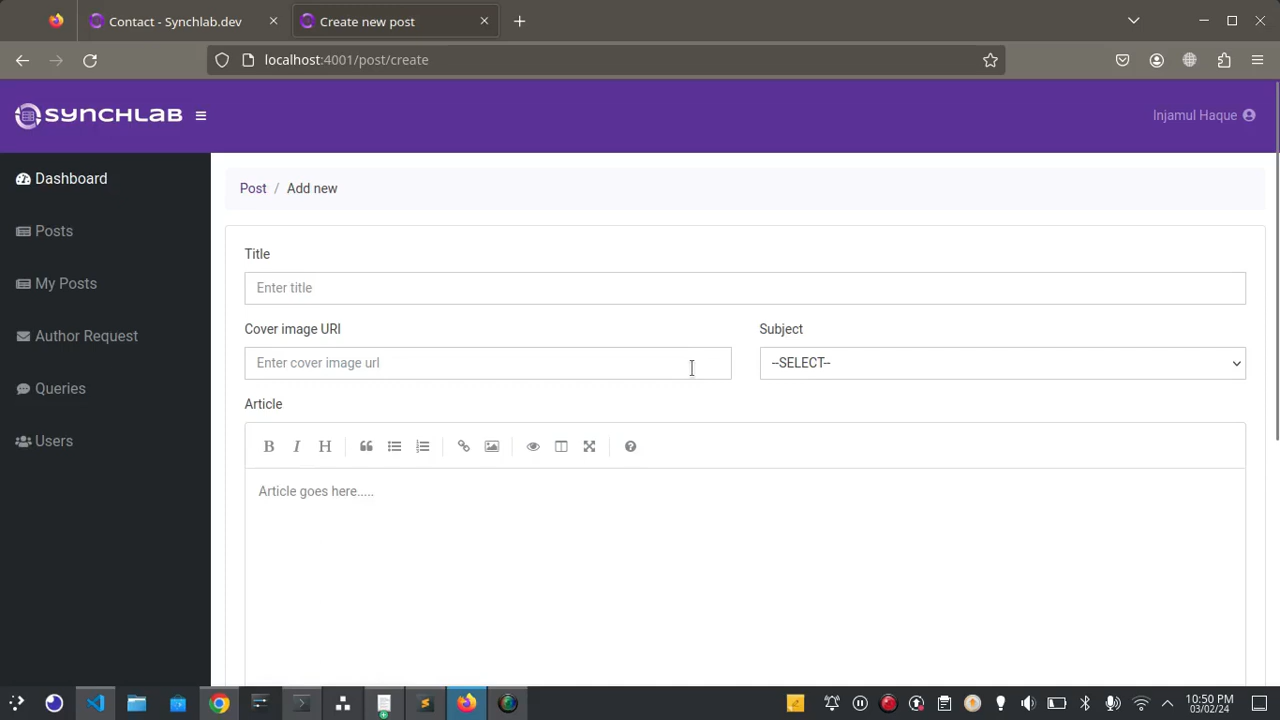 Contact - Synchlab.dev
Create new post
localhost:4001/post/create
SYNCHLAB
Injamul Haque
Dashboard
Posts
My Posts
Author Request
Queries
Users
Post / Add new
Title
Enter title
Cover image URI
Subject
Enter cover image url
--SELECT--
Article
B I H
Article goes here.....
10:50 PM
03/02/24